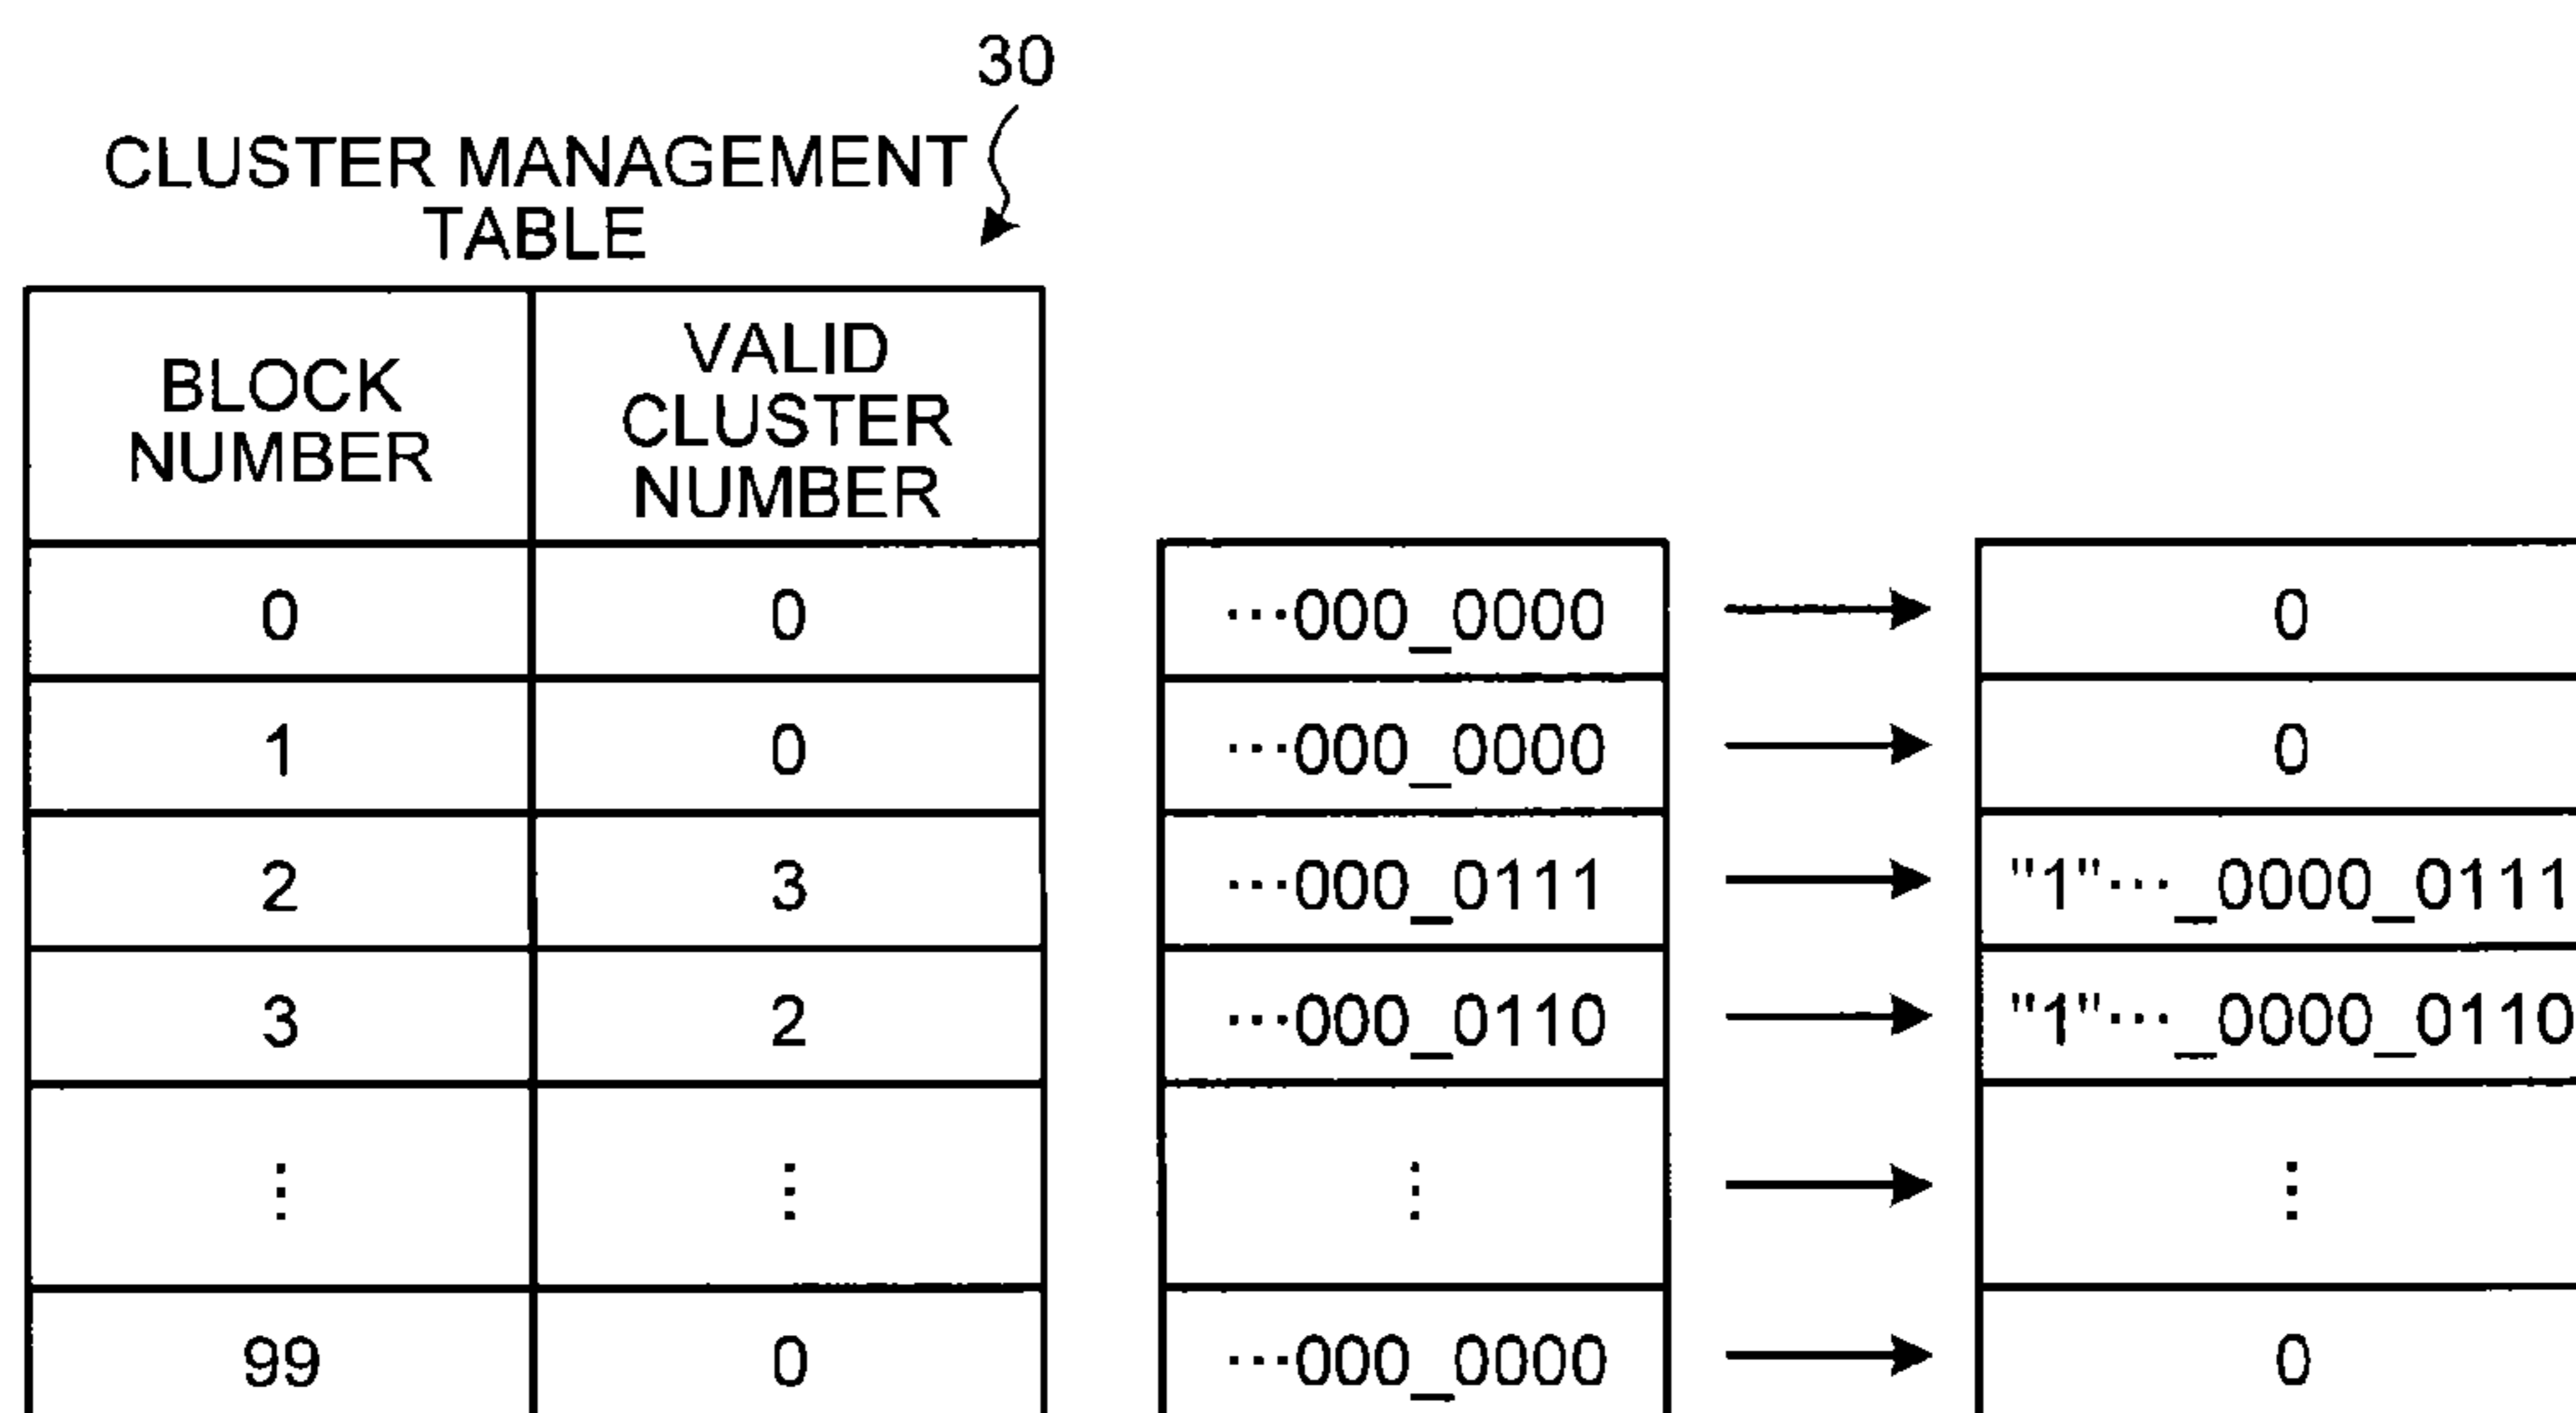 30
CLUSTER MANAGEMENT
TABLE
BLOCK
NUMBER
VALID
CLUSTER
NUMBER
0 0 ···000_0000 0
1 0 ···000_0000 0
2 3 ···000_0111 "1"···_0000_0111
3 2 ···000_0110 "1"···_0000_0110
⋮ ⋮ ⋮ ⋮
99 0 ···000_0000 0